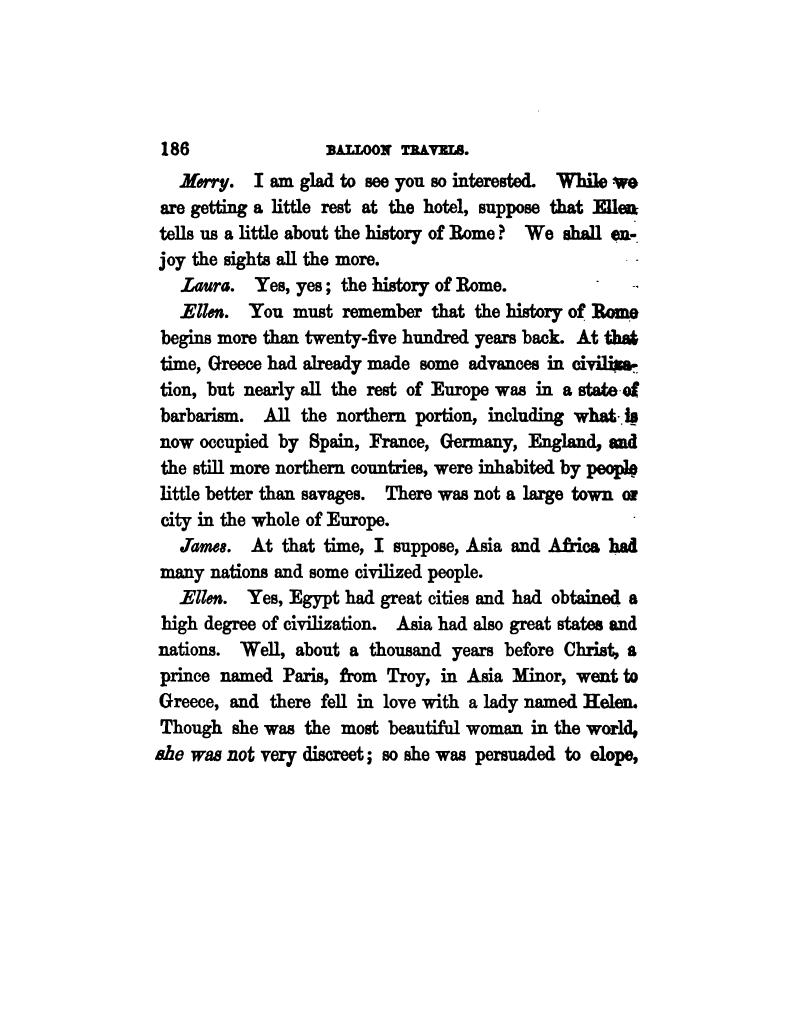 186 BALLOON TRAVELS.
Merry. I am glad to see you so interested. While we
are getting a little rest at the hotel, suppose that Ellen
tells us a little about the history of Rome? We shall en-
joy the sights all the more.
Laura. Yes, yes; the history of Rome.
Ellen. You must remember that the history of Rome
begins more than twenty-five hundred years back. At that
time, Greece had already made some advances in civiliza-
tion, but nearly all the rest of Europe was in a state of
barbarism. All the northern portion, including what is
now occupied by Spain, France, Germany, England, and
the still more northern countries, were inhabited by people
little better than savages. There was not a large town or
city in the whole of Europe.
James. At that time, I suppose, Asia and Africa had
many nations and some civilized people.
Ellen. Yes, Egypt had great cities and had obtained a
high degree of civilization. Asia had also great states and
nations. Well, about a thousand years before Christ, a
prince named Paris, from Troy, in Asia Minor, went to
Greece, and there fell in love with a lady named Helen.
Though she was the most beautiful woman in the world,
she was not very discreet; so she was persuaded to elope,